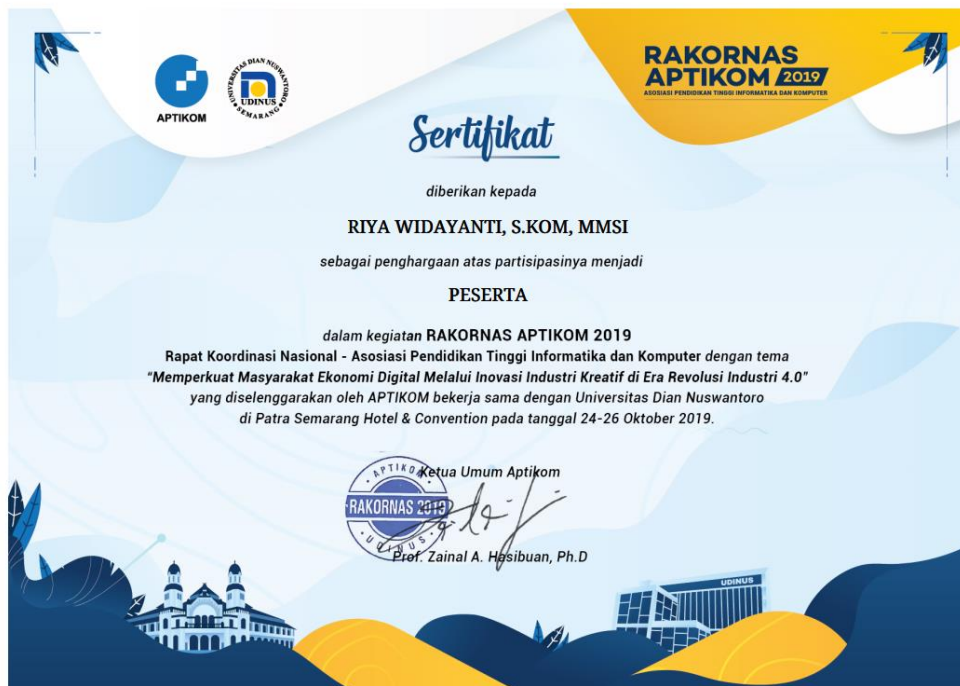 APTIKOM
UNIVERSITAS DIAN NUSWANTORO
UDINUS
SEMARANG
RAKORNAS
APTIKOM 2019
ASOSIASI PENDIDIKAN TINGGI INFORMATIKA DAN KOMPUTER
Sertifikat
diberikan kepada
RIYA WIDAYANTI, S.KOM, MMSI
sebagai penghargaan atas partisipasinya menjadi
PESERTA
dalam kegiatan RAKORNAS APTIKOM 2019
Rapat Koordinasi Nasional - Asosiasi Pendidikan Tinggi Informatika dan Komputer dengan tema
"Memperkuat Masyarakat Ekonomi Digital Melalui Inovasi Industri Kreatif di Era Revolusi Industri 4.0"
yang diselenggarakan oleh APTIKOM bekerja sama dengan Universitas Dian Nuswantoro
di Patra Semarang Hotel & Convention pada tanggal 24-26 Oktober 2019.
Ketua Umum Aptikom
APTIKOM
RAKORNAS 2019
UDINUS
Prof. Zainal A. Hasibuan, Ph.D
UDINUS